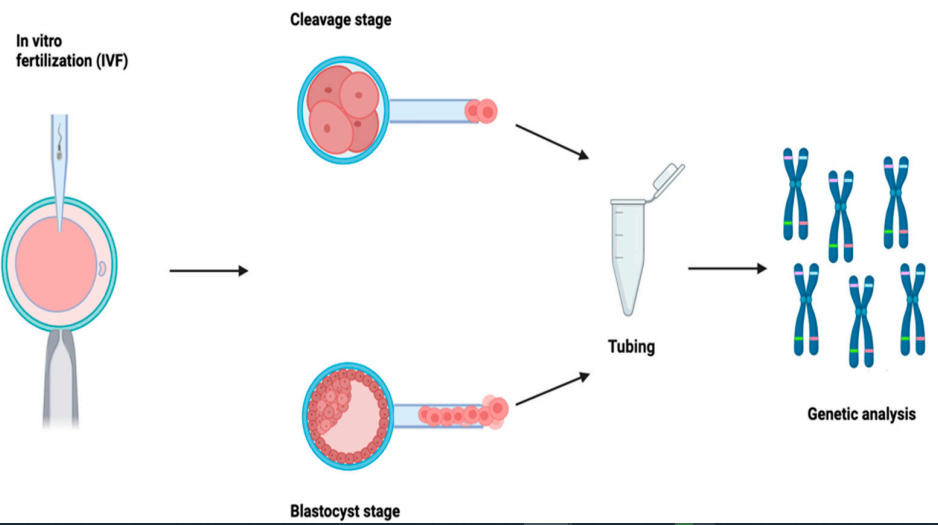 Cleavage stage
In vitro
fertilization (IVF)
Tubing
Genetic analysis
Blastocyst stage